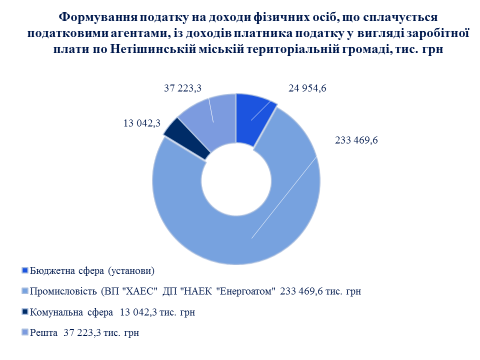 Формування податку на доходи фізичних осіб, що сплачується
податковими агентами, із доходів платника податку у вигляді заробітної
плати по Нетішинській міській територіальній громаді, тис. грн
37 223,3
24 954,6
13 042,3
233 469,6
Бюджетна сфера (установи)
Промисловість (ВП "ХАЕС" ДП "НАЕК "Енергоатом" 233 469,6 тис. грн
Комунальна сфера 13 042,3 тис. грн
Решта 37 223,3 тис. грн